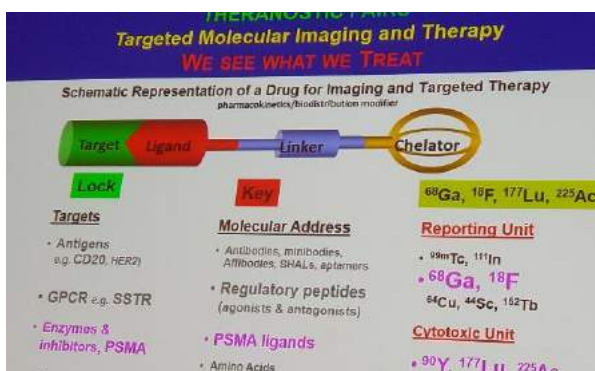 THERANOSTIC PAIRS
Targeted Molecular Imaging and Therapy
WE SEE WHAT WE TREAT
Schematic Representation of a Drug for Imaging and Targeted Therapy
pharmacokinetics/biodistribution modifier
Target Ligand Linker Chelator
Lock
Targets
• Antigens
e.g. CD20, HER2)
• GPCR e.g. SSTR
• Enzymes &
inhibitors, PSMA
Key
Molecular Address
• Antibodies, minibodies,
Affibodies, SHALs, aptamers
• Regulatory peptides
(agonists & antagonists)
• PSMA ligands
• Amino Acids
⁶⁸Ga, ¹⁸F, ¹⁷⁷Lu, ²²⁵Ac
Reporting Unit
• ⁹⁹ᵐTc, ¹¹¹In
• ⁶⁸Ga, ¹⁸F
⁶⁴Cu, ⁴⁴Sc, ¹⁵²Tb
Cytotoxic Unit
• ⁹⁰Y, ¹⁷⁷Lu, ²²⁵Ac